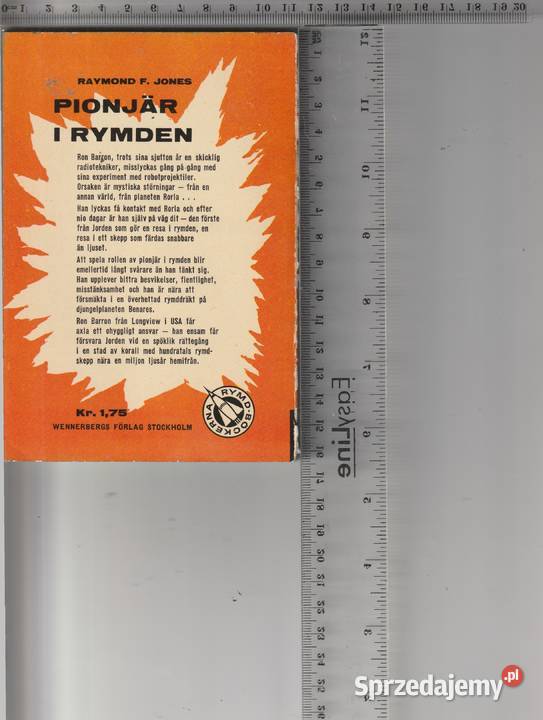 RAYMOND F. JONES
PIONJÄR
I RYMDEN
Ron Barron, trots sina sjutton år en skicklig
radiotekniker, misslyckas gång på gång med
sina experiment med robotprojektiler.
Orsaken är mystiska störningar — från en
annan värld, från planeten Roria . . .
Han lyckas få kontakt med Roria och efter
nio dagar är han själv på väg dit — den förste
från Jorden som gör en resa i rymden, en
resa i ett skepp som färdas snabbare
än ljuset.
Att spela rollen av pionjär i rymden blir
emellertid långt svårare än han tänkt sig.
Han upplever bittra besvikelser, fientlighet,
misstänksamhet och han är nära att
försmäkta i en överhettad rymddräkt på
djungelplaneten Benares.
Ron Barron från Longview i USA får
axla ett ohyggligt ansvar — han ensam får
försvara Jorden vid en spöklik rättegång
i en stad av korall med hundratals rymd-
skepp nära en miljon ljusår hemifrån.
Kr. 1,75
WENNERBERGS FÖRLAG STOCKHOLM
RYMD-BÖCKERNA
EasyLine
Sprzedajemy.pl